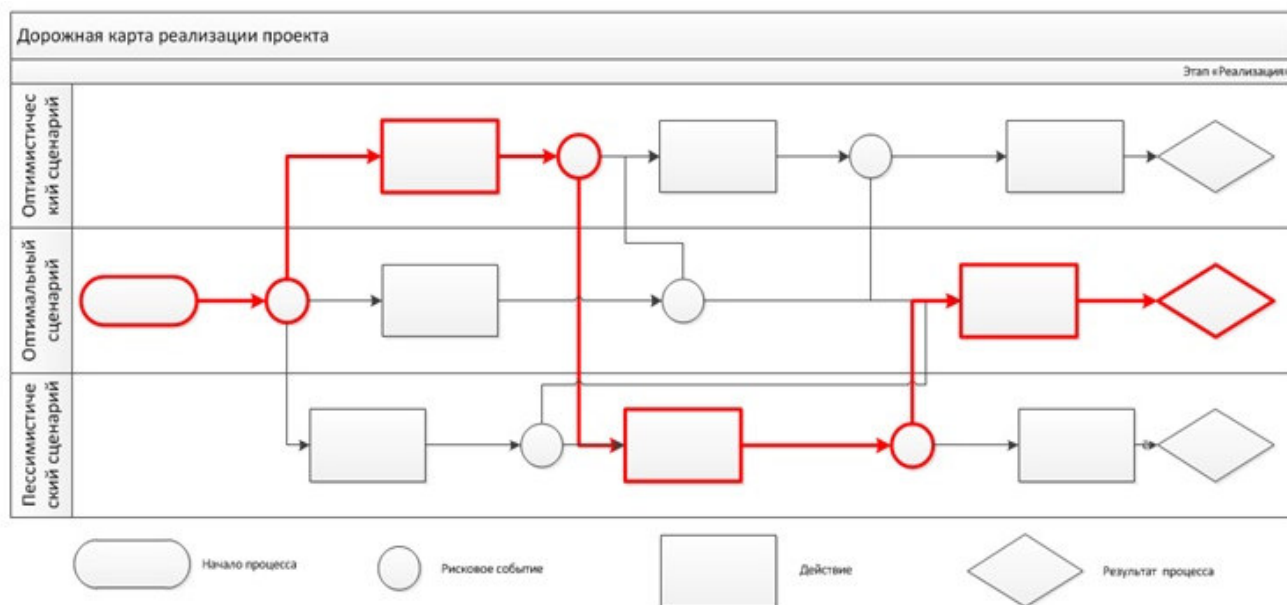 Дорожная карта реализации проекта
Этап «Реализация»
Оптимистичес
кий сценарий
Оптимальный
сценарий
Пессимистиче
ский сценарий
Начало процесса
Рисковое событие
Действие
Результат процесса